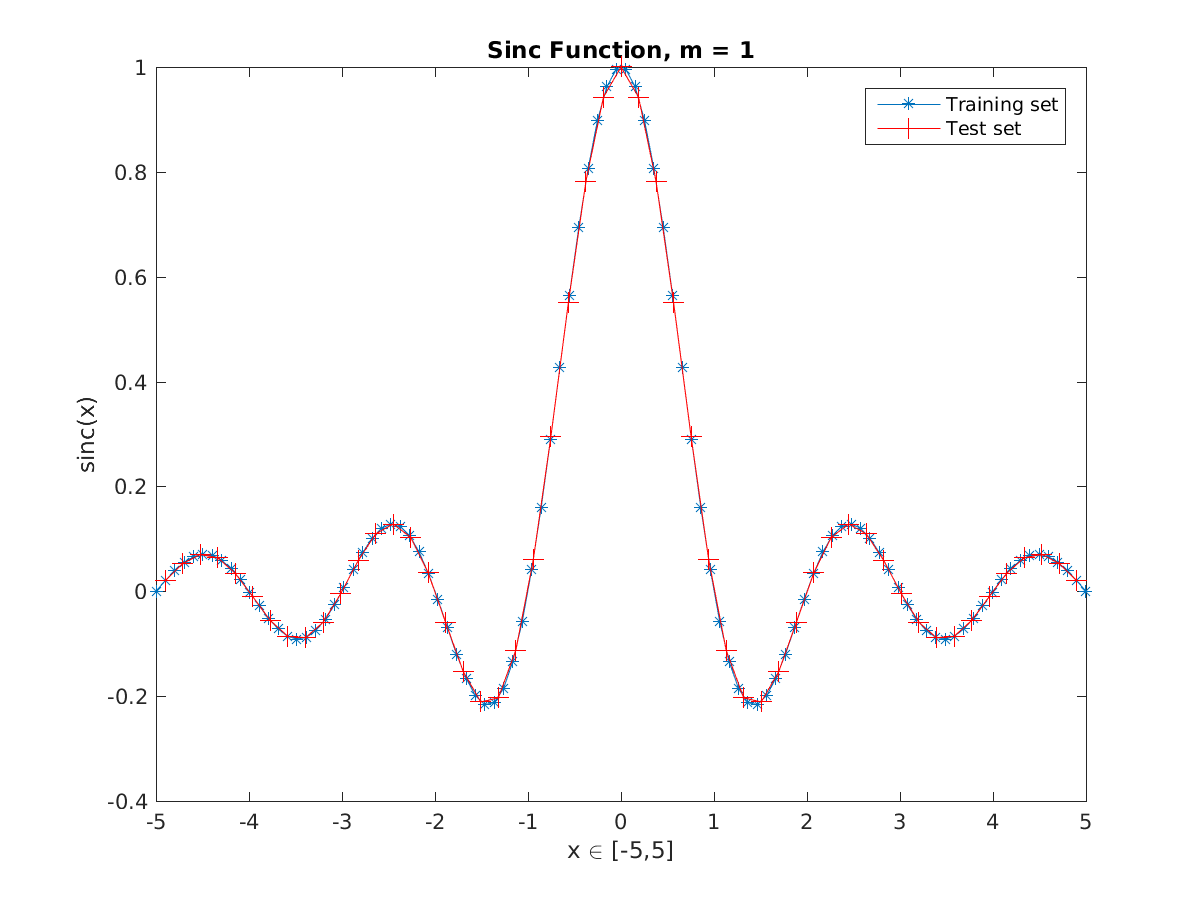 Sinc Function, m = 1
Training set
Test set
1
0.8
0.6
0.4
0.2
0
-0.2
-0.4
sinc(x)
-5 -4 -3 -2 -1 0 1 2 3 4 5
x ∈ [-5,5]